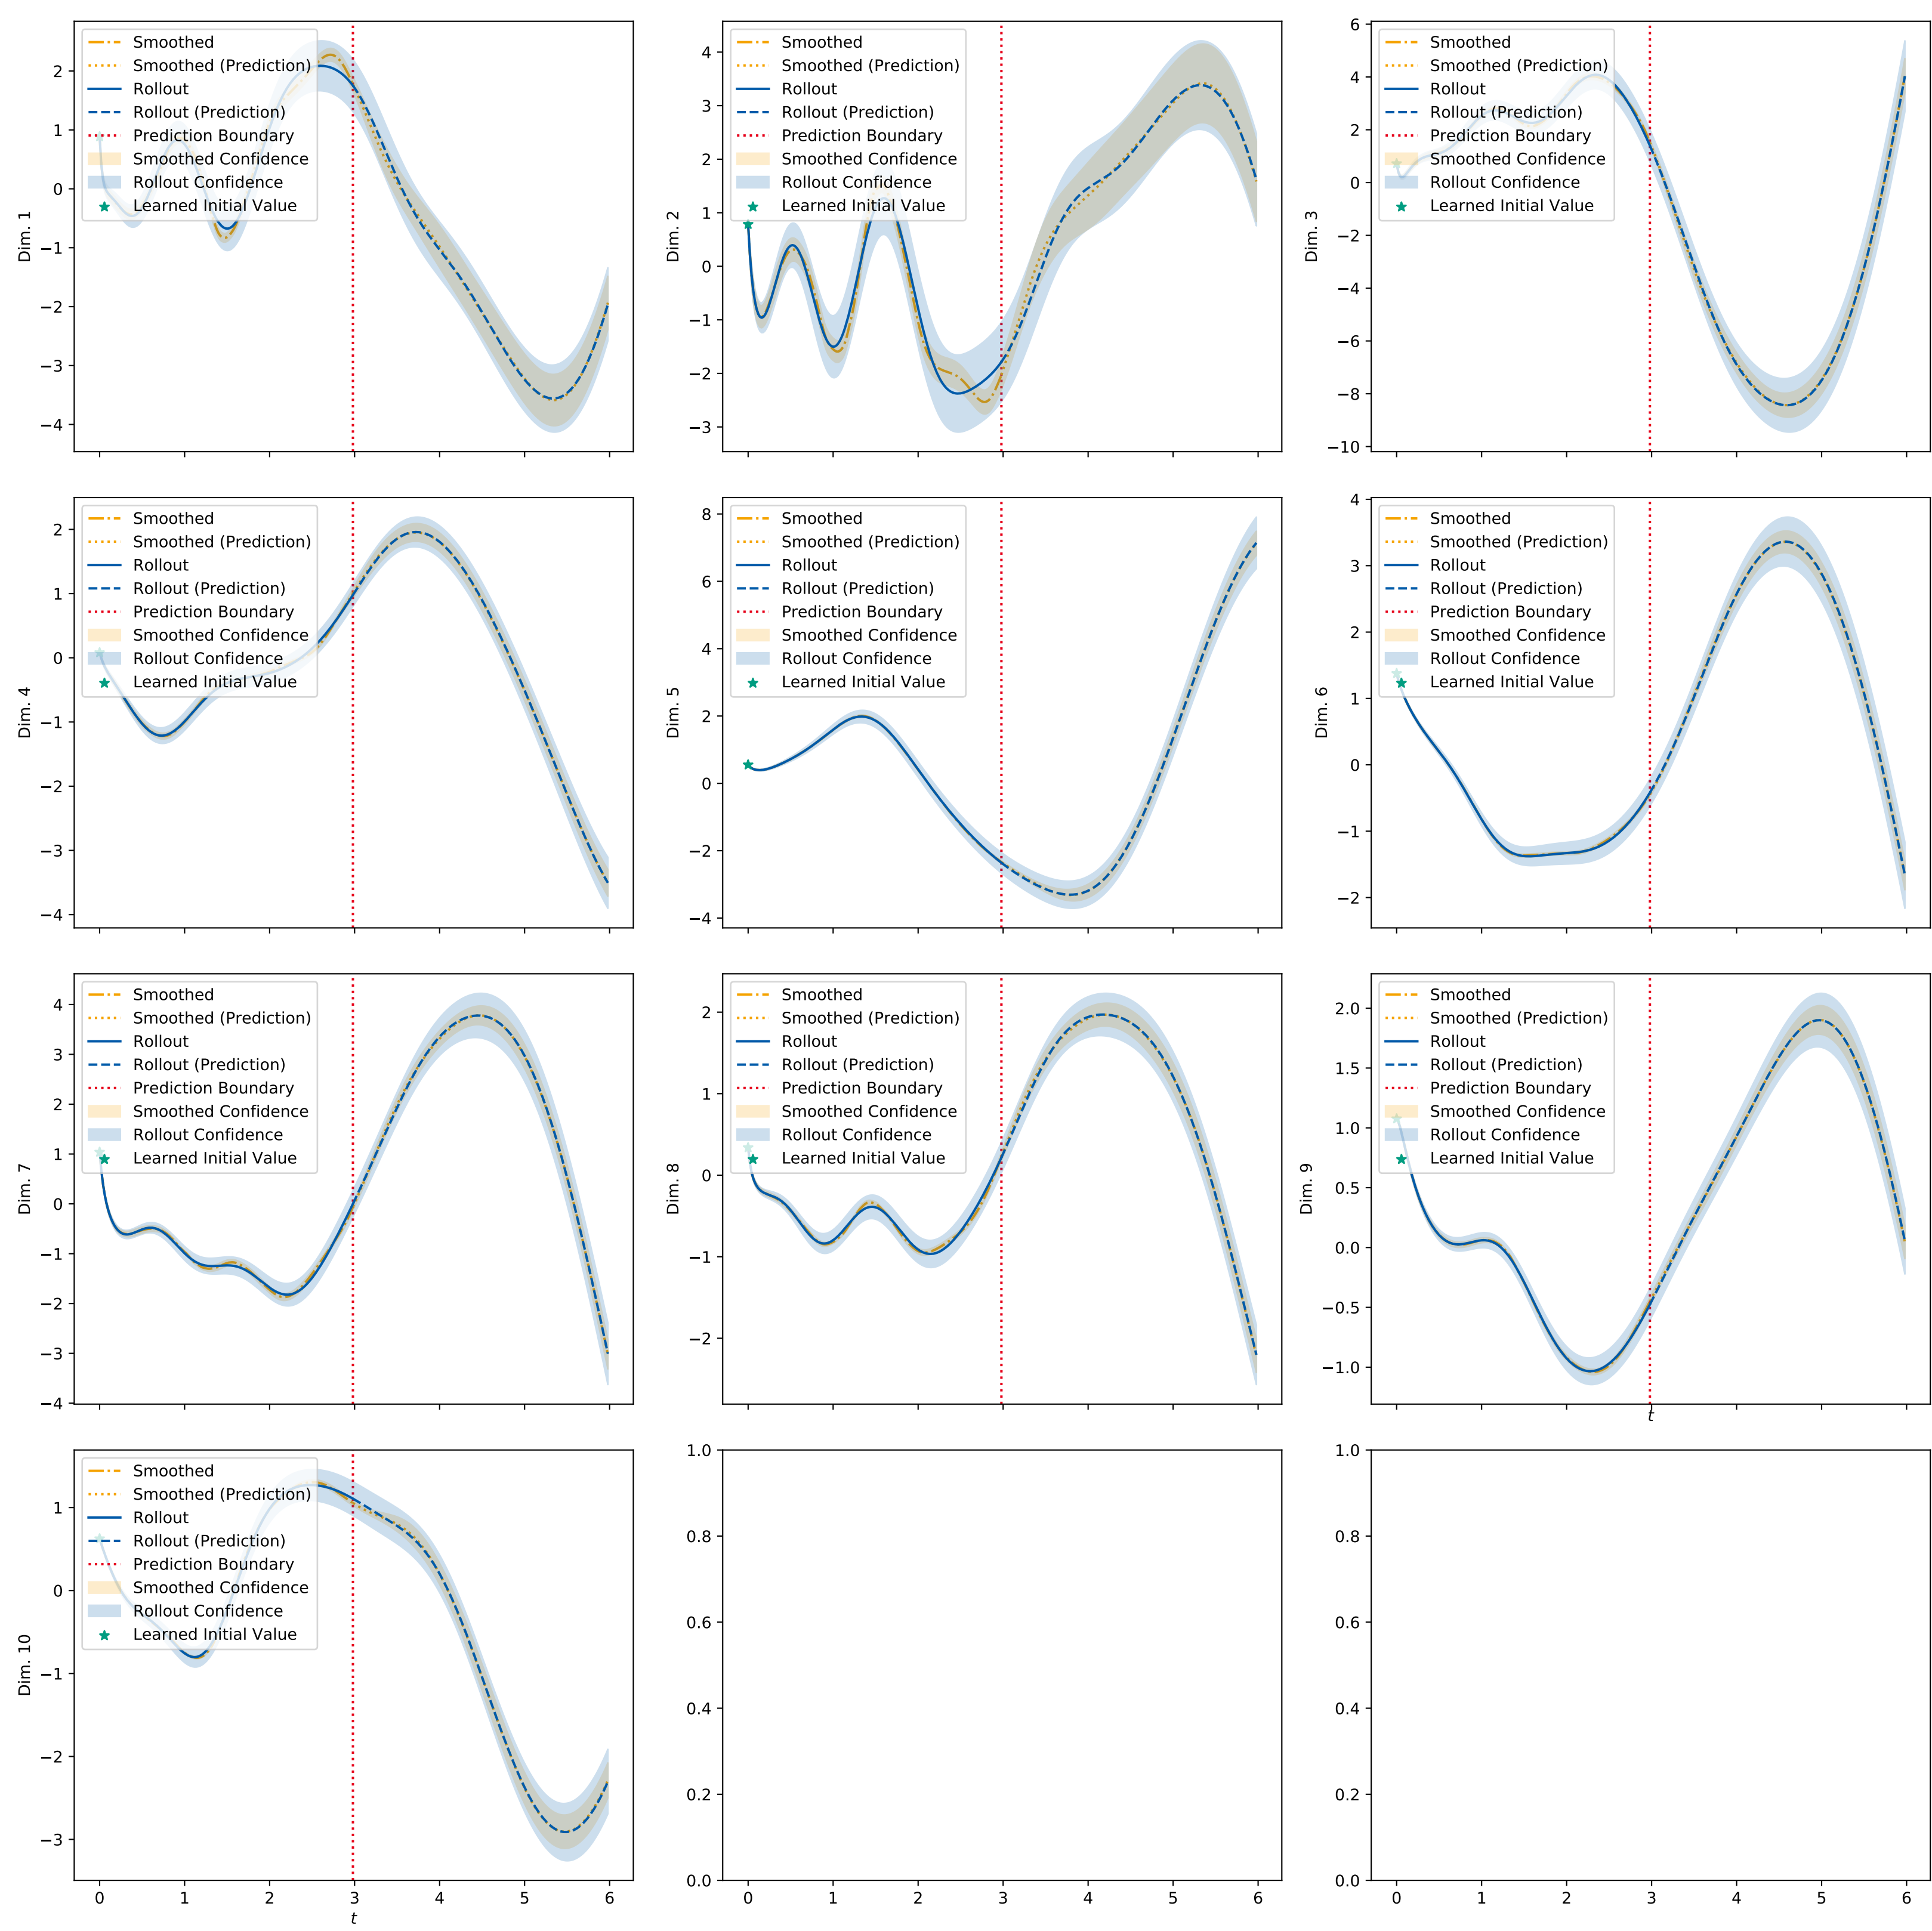 Dim. 1
2
1
0
−1
−2
−3
−4
Smoothed
Smoothed (Prediction)
Rollout
Rollout (Prediction)
Prediction Boundary
Smoothed Confidence
Rollout Confidence
Learned Initial Value
Dim. 2
4
3
2
1
0
−1
−2
−3
Smoothed
Smoothed (Prediction)
Rollout
Rollout (Prediction)
Prediction Boundary
Smoothed Confidence
Rollout Confidence
Learned Initial Value
Dim. 3
6
4
2
0
−2
−4
−6
−8
−10
Smoothed
Smoothed (Prediction)
Rollout
Rollout (Prediction)
Prediction Boundary
Smoothed Confidence
Rollout Confidence
Learned Initial Value
Dim. 4
2
1
0
−1
−2
−3
−4
Smoothed
Smoothed (Prediction)
Rollout
Rollout (Prediction)
Prediction Boundary
Smoothed Confidence
Rollout Confidence
Learned Initial Value
Dim. 5
8
6
4
2
0
−2
−4
Smoothed
Smoothed (Prediction)
Rollout
Rollout (Prediction)
Prediction Boundary
Smoothed Confidence
Rollout Confidence
Learned Initial Value
Dim. 6
4
3
2
1
0
−1
−2
Smoothed
Smoothed (Prediction)
Rollout
Rollout (Prediction)
Prediction Boundary
Smoothed Confidence
Rollout Confidence
Learned Initial Value
Dim. 7
4
3
2
1
0
−1
−2
−3
−4
Smoothed
Smoothed (Prediction)
Rollout
Rollout (Prediction)
Prediction Boundary
Smoothed Confidence
Rollout Confidence
Learned Initial Value
Dim. 8
2
1
0
−1
−2
Smoothed
Smoothed (Prediction)
Rollout
Rollout (Prediction)
Prediction Boundary
Smoothed Confidence
Rollout Confidence
Learned Initial Value
Dim. 9
2.0
1.5
1.0
0.5
0.0
−0.5
−1.0
Smoothed
Smoothed (Prediction)
Rollout
Rollout (Prediction)
Prediction Boundary
Smoothed Confidence
Rollout Confidence
Learned Initial Value
t
Dim. 10
1
0
−1
−2
−3
Smoothed
Smoothed (Prediction)
Rollout
Rollout (Prediction)
Prediction Boundary
Smoothed Confidence
Rollout Confidence
Learned Initial Value
0 1 2 3 4 5 6
t
1.0
0.8
0.6
0.4
0.2
0.0
0 1 2 3 4 5 6
1.0
0.8
0.6
0.4
0.2
0.0
0 1 2 3 4 5 6